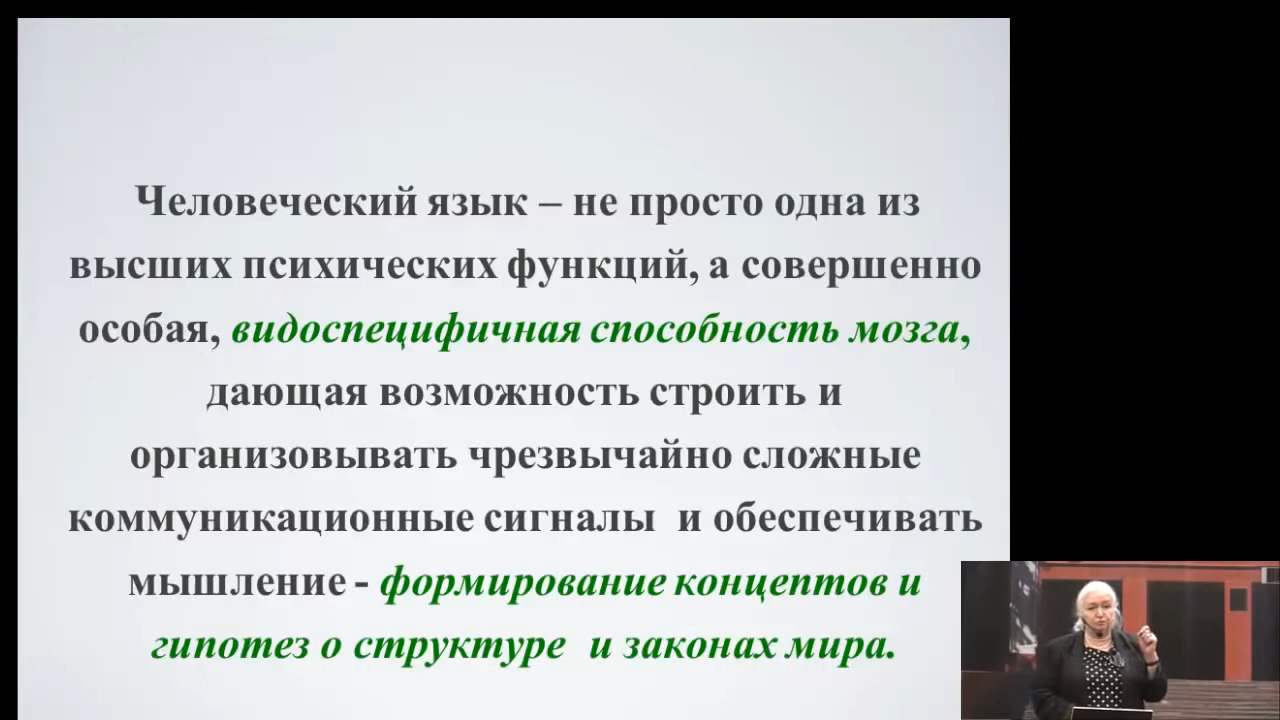 Человеческий язык – не просто одна из
высших психических функций, а совершенно
особая, видоспецифичная способность мозга,
дающая возможность строить и
организовывать чрезвычайно сложные
коммуникационные сигналы и обеспечивать
мышление - формирование концептов и
гипотез о структуре и законах мира.